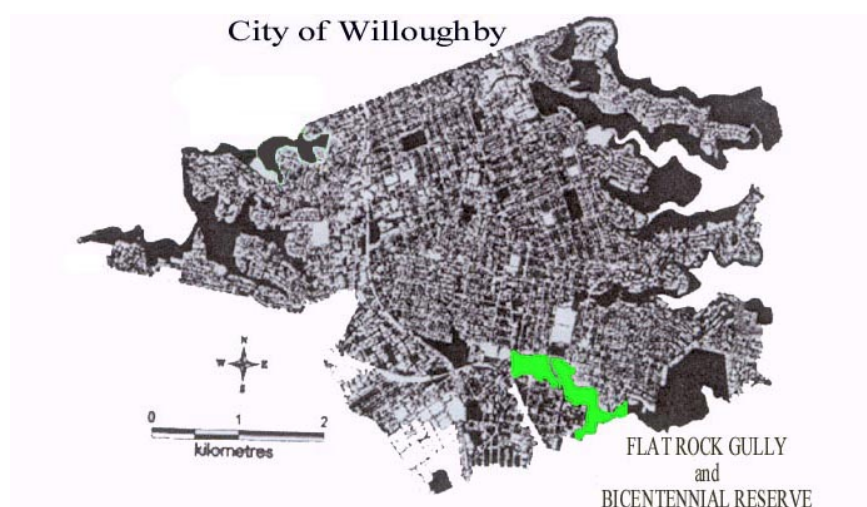 City of Willoughby
N
W E
S
0 1 2
kilometres
FLAT ROCK GULLY
and
BICENTENNIAL RESERVE